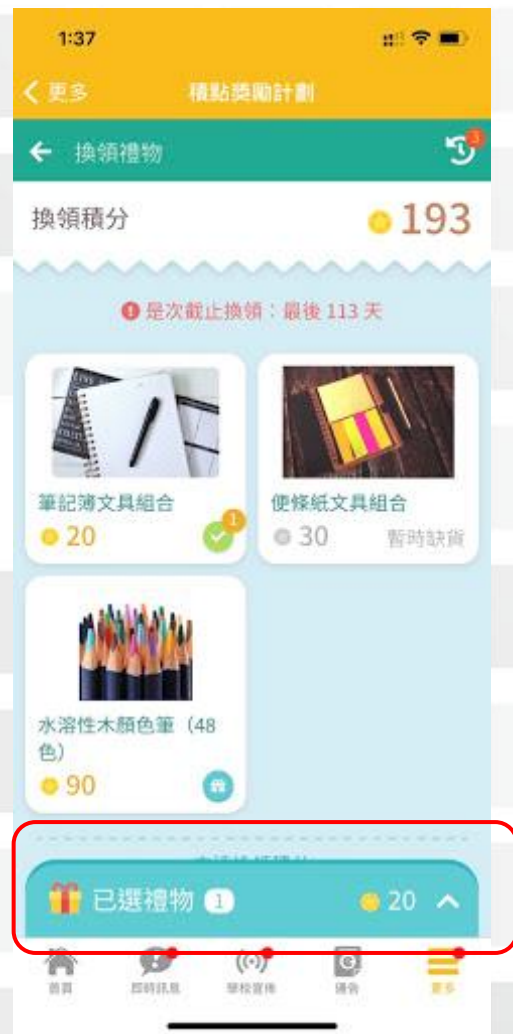 1:37
更多 積點獎勵計劃
換領禮物 3
換領積分 193
是次截止換領：最後 113 天
筆記簿文具組合
20 1
便條紙文具組合
30 暫時缺貨
水溶性木顏色筆（48
色）
90
已選禮物 1 20
首頁 即時訊息 學校宣佈 通告 更多